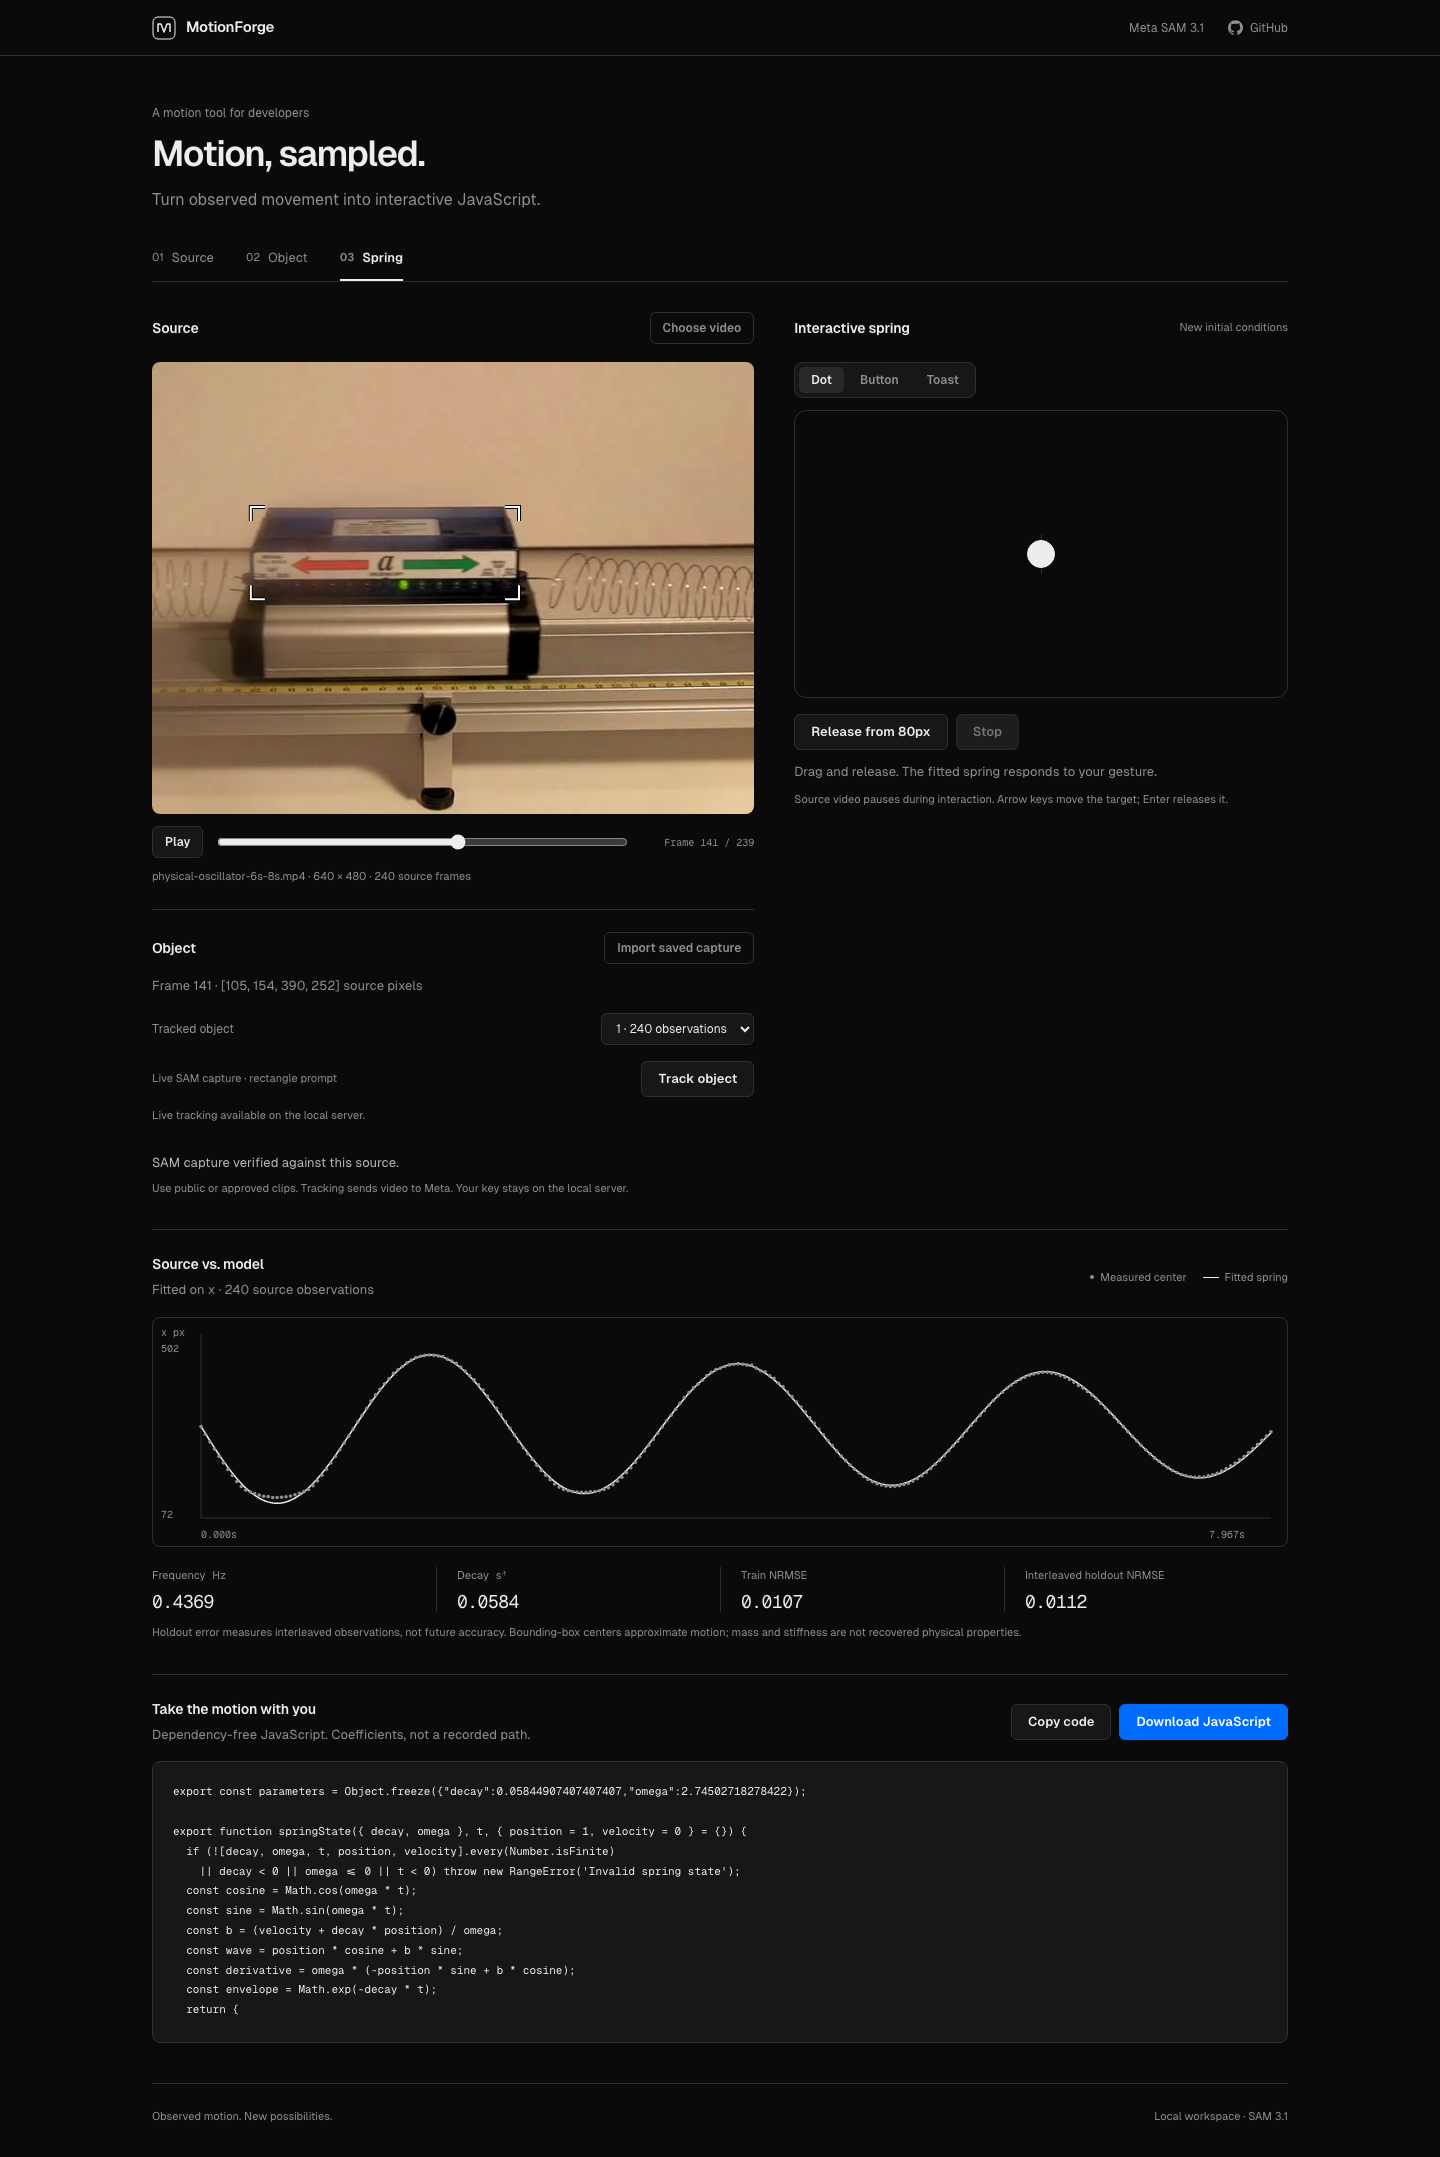 MotionForge
Meta SAM 3.1
GitHub
A motion tool for developers
Motion, sampled.
Turn observed movement into interactive JavaScript.
01 Source
02 Object
03 Spring
Source
Choose video
a
Play
Frame 141 / 239
physical-oscillator-6s-8s.mp4 · 640 × 480 · 240 source frames
Interactive spring
New initial conditions
Dot
Button
Toast
Release from 80px
Stop
Drag and release. The fitted spring responds to your gesture.
Source video pauses during interaction. Arrow keys move the target; Enter releases it.
Object
Import saved capture
Frame 141 · [105, 154, 390, 252] source pixels
Tracked object
1 · 240 observations
Live SAM capture · rectangle prompt
Track object
Live tracking available on the local server.
SAM capture verified against this source.
Use public or approved clips. Tracking sends video to Meta. Your key stays on the local server.
Source vs. model
Fitted on x · 240 source observations
Measured center
Fitted spring
x px
502
72
0.000s
7.967s
Frequency Hz
0.4369
Decay s⁻¹
0.0584
Train NRMSE
0.0107
Interleaved holdout NRMSE
0.0112
Holdout error measures interleaved observations, not future accuracy. Bounding-box centers approximate motion; mass and stiffness are not recovered physical properties.
Take the motion with you
Dependency-free JavaScript. Coefficients, not a recorded path.
Copy code
Download JavaScript
export const parameters = Object.freeze({"decay":0.05844907407407407,"omega":2.74502718278422});
export function springState({ decay, omega }, t, { position = 1, velocity = 0 } = {}) {
if (![decay, omega, t, position, velocity].every(Number.isFinite)
|| decay < 0 || omega <= 0 || t < 0) throw new RangeError('Invalid spring state');
const cosine = Math.cos(omega * t);
const sine = Math.sin(omega * t);
const b = (velocity + decay * position) / omega;
const wave = position * cosine + b * sine;
const derivative = omega * (-position * sine + b * cosine);
const envelope = Math.exp(-decay * t);
return {
Observed motion. New possibilities.
Local workspace · SAM 3.1